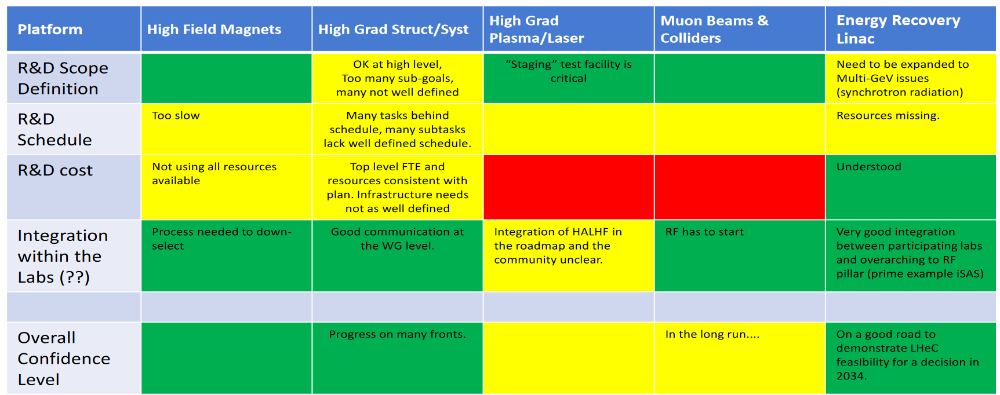 Platform
High Field Magnets
High Grad Struct/Syst
High Grad
Plasma/Laser
Muon Beams &
Colliders
Energy Recovery
Linac
R&D Scope
Definition
OK at high level,
Too many sub-goals,
many not well defined
“Staging” test facility is
critical
Need to be expanded to
Multi-GeV issues
(synchrotron radiation)
R&D
Schedule
Too slow
Many tasks behind
schedule, many subtasks
lack well defined schedule.
Resources missing.
R&D cost
Not using all resources
available
Top level FTE and
resources consistent with
plan. Infrastructure needs
not as well defined
Understood
Integration
within the
Labs (??)
Process needed to down-
select
Good communication at
the WG level.
Integration of HALHF in
the roadmap and the
community unclear.
RF has to start
Very good integration
between participating labs
and overarching to RF
pillar (prime example iSAS)
Overall
Confidence
Level
Progress on many fronts.
In the long run....
On a good road to
demonstrate LHeC
feasIbility for a decision in
2034.